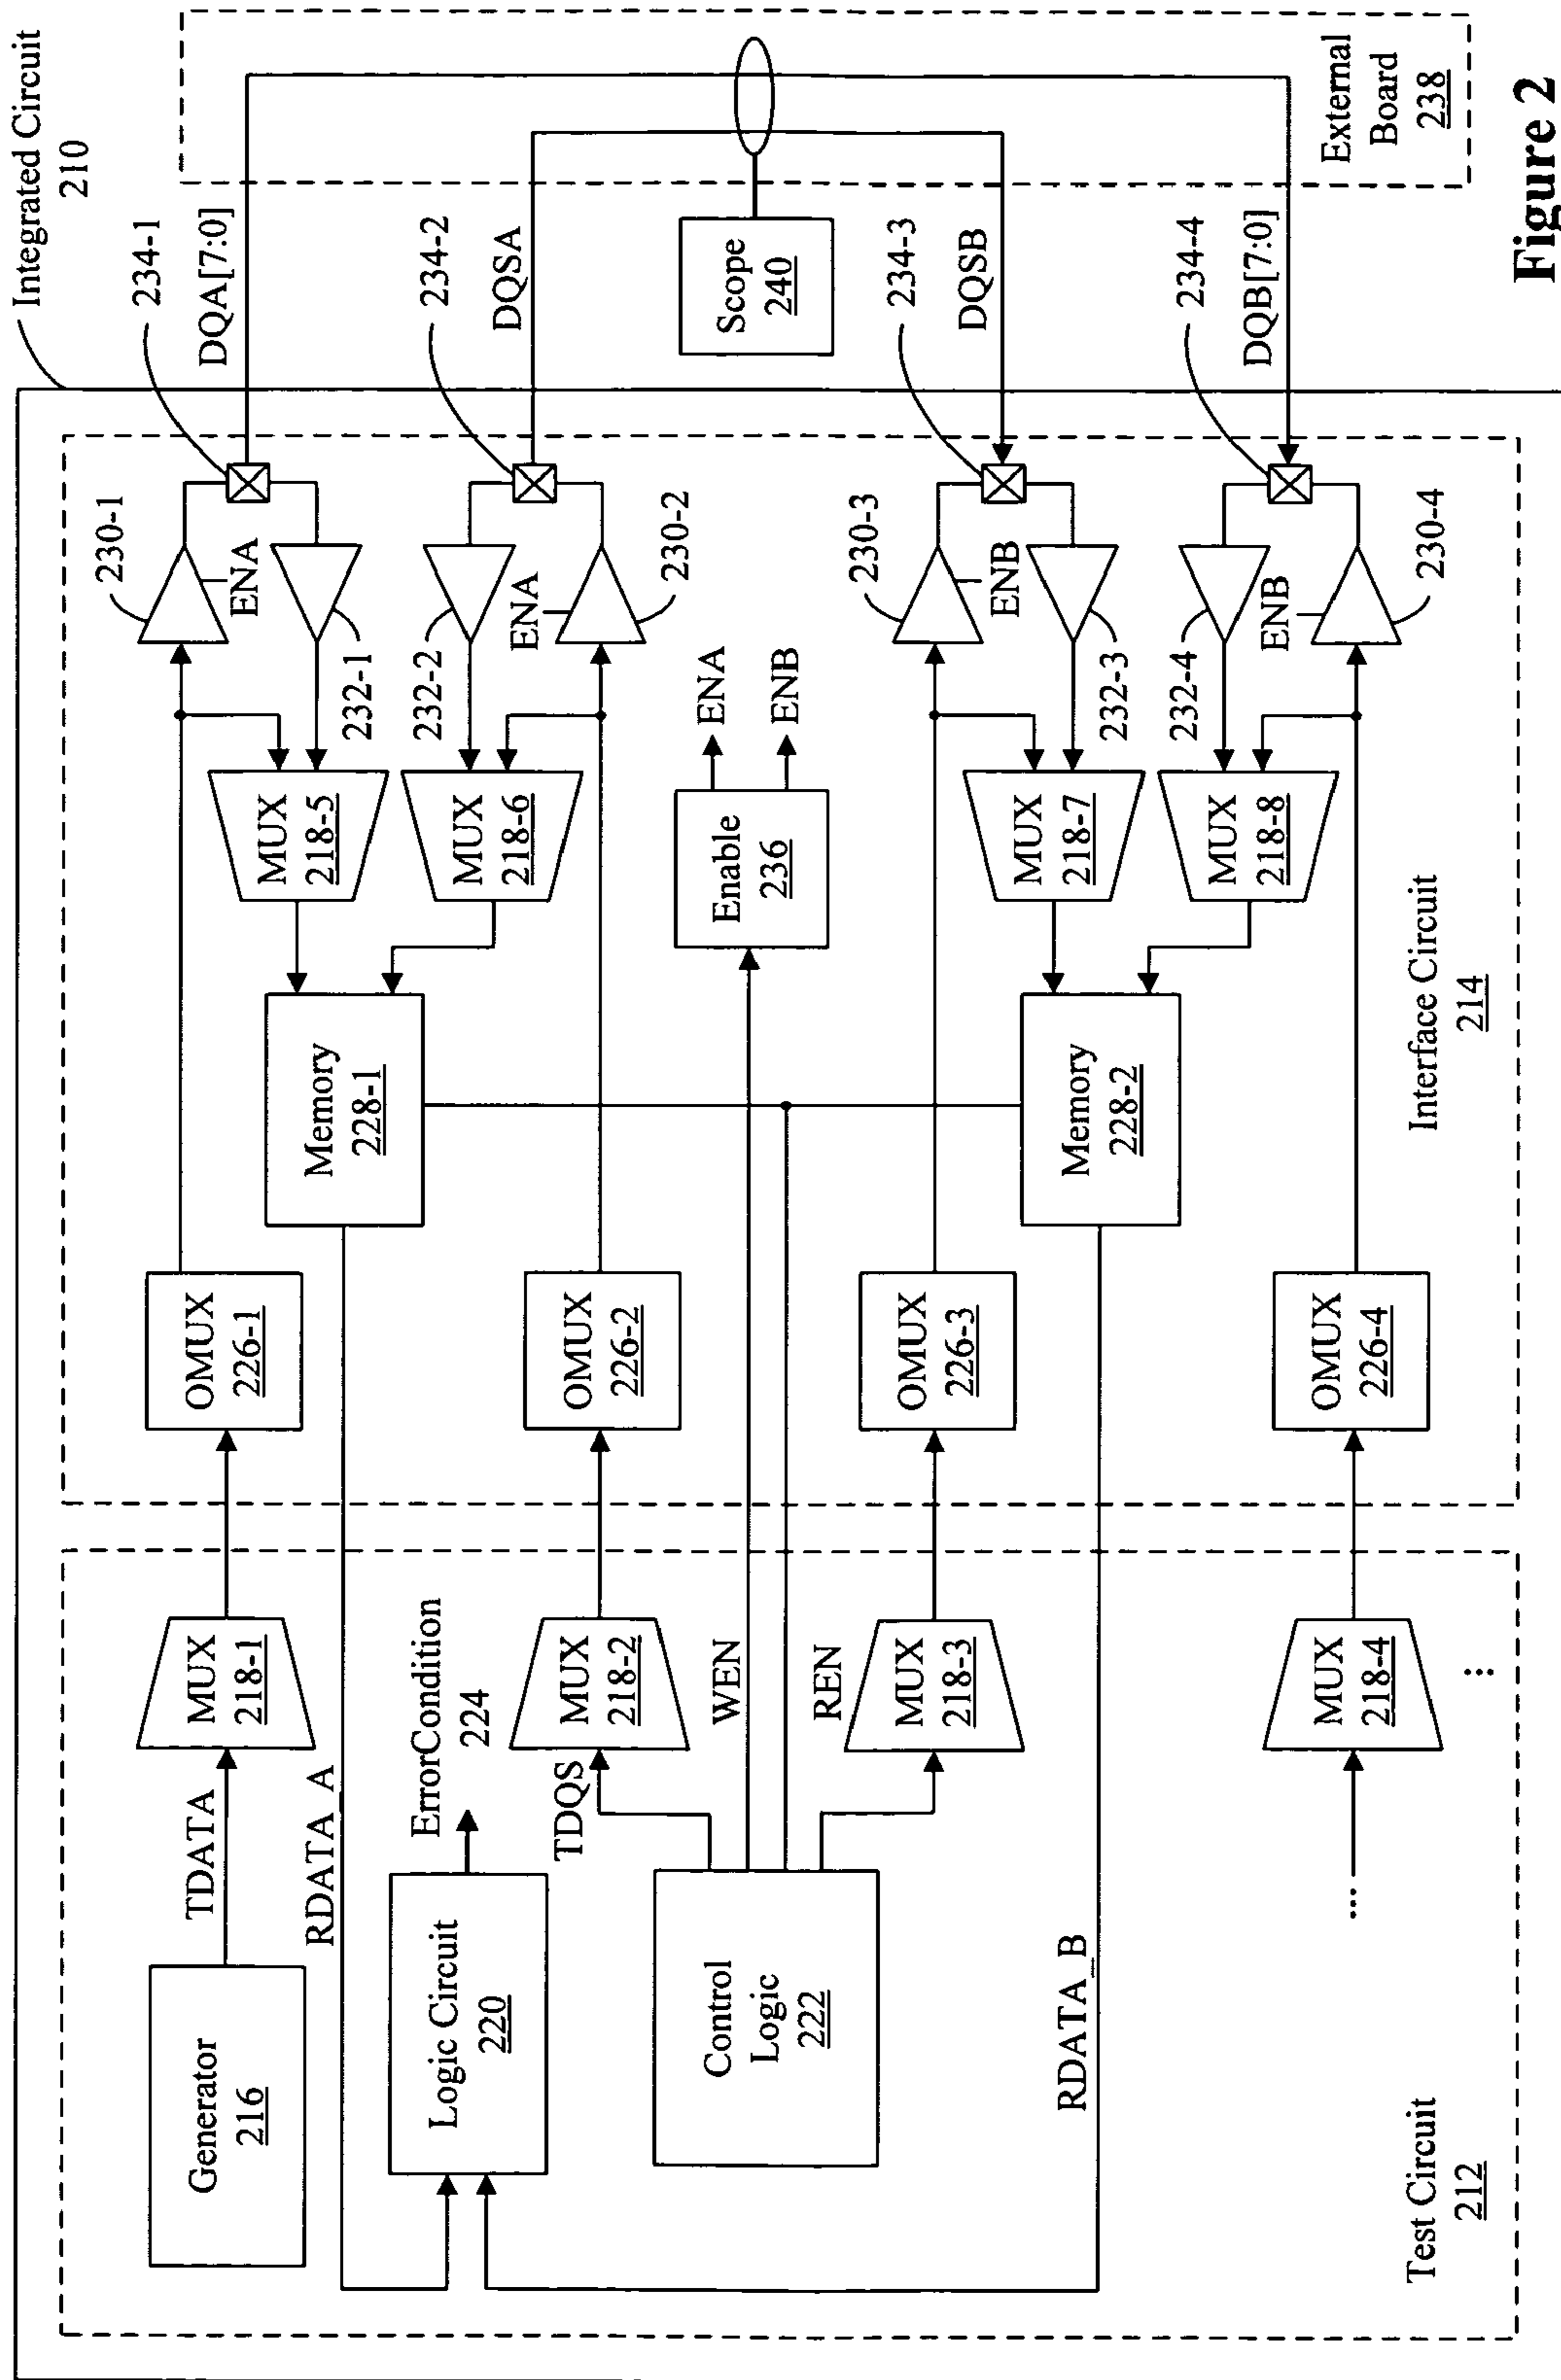 Integrated Circuit
210
Generator
216
TDATA
MUX
218-1
OMUX
226-1
230-1
ENA
234-1
DQA[7:0]
232-1
MUX
218-5
RDATA_A
Memory
228-1
Logic Circuit
220
ErrorCondition
224
MUX
218-6
232-2
234-2
DQSA
ENA
230-2
TDQS
MUX
218-2
OMUX
226-2
Control
Logic
222
WEN
Enable
236
ENA
ENB
Scope
240
REN
MUX
218-3
OMUX
226-3
230-3
ENB
234-3
DQSB
232-3
MUX
218-7
RDATA_B
Memory
228-2
MUX
218-8
232-4
234-4
DQB[7:0]
ENB
230-4
...
MUX
218-4
OMUX
226-4
...
Test Circuit
212
Interface Circuit
214
External
Board
238
Figure 2